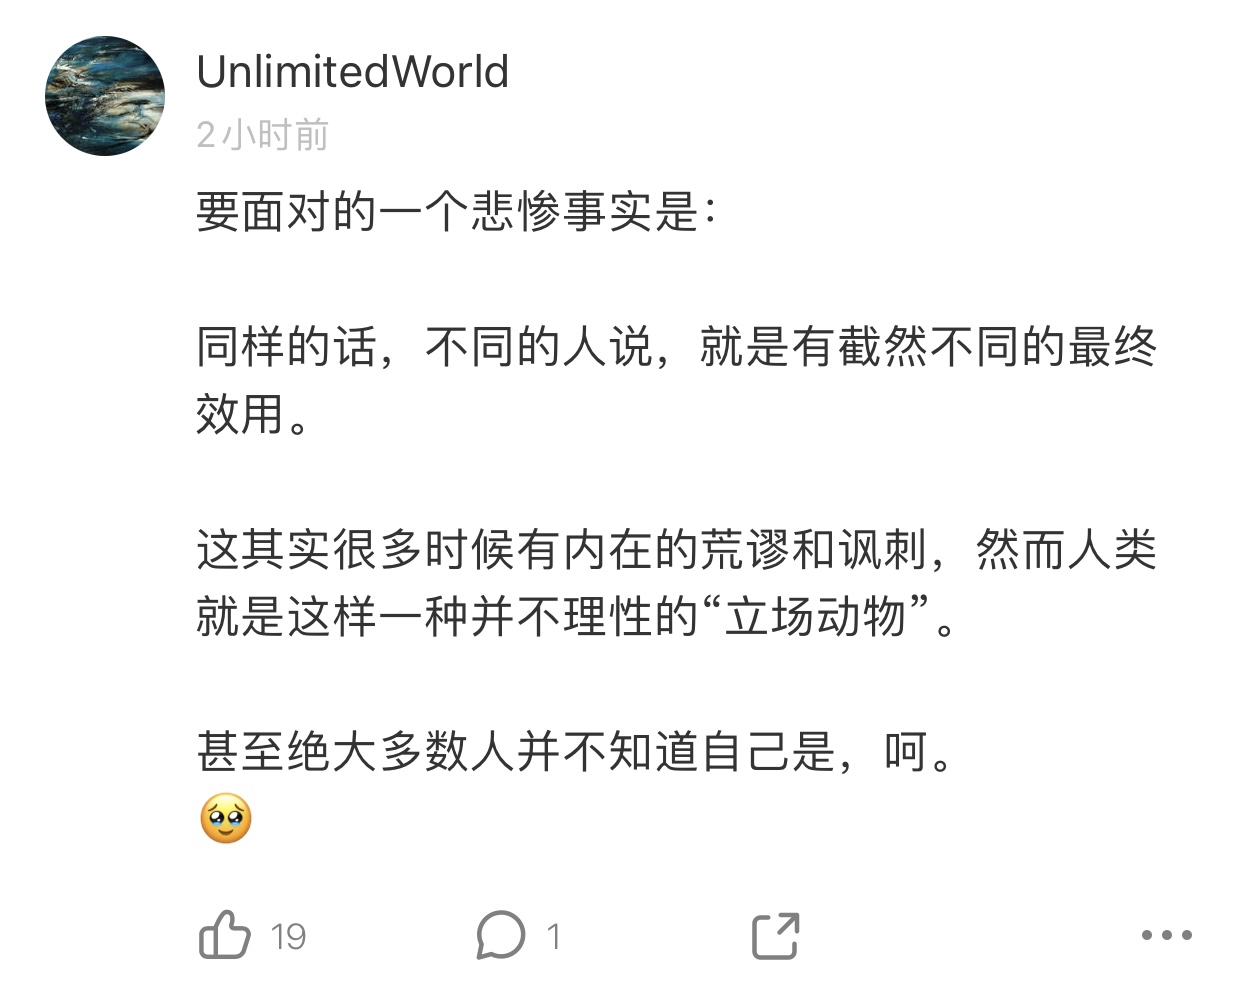 UnlimitedWorld
2小时前
要面对的一个悲惨事实是：
同样的话，不同的人说，就是有截然不同的最终
效用。
这其实很多时候有内在的荒谬和讽刺，然而人类
就是这样一种并不理性的“立场动物”。
甚至绝大多数人并不知道自己是，呵。
🥹
19
1